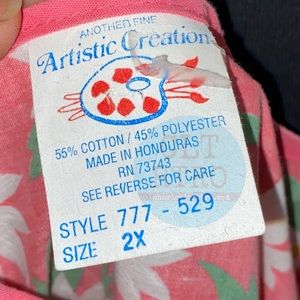 ANOTHER FINE
Artistic Creation
55% COTTON / 45% POLYESTER
MADE IN HONDURAS
RN 73743
SEE REVERSE FOR CARE
STYLE 777 - 529
SIZE 2X